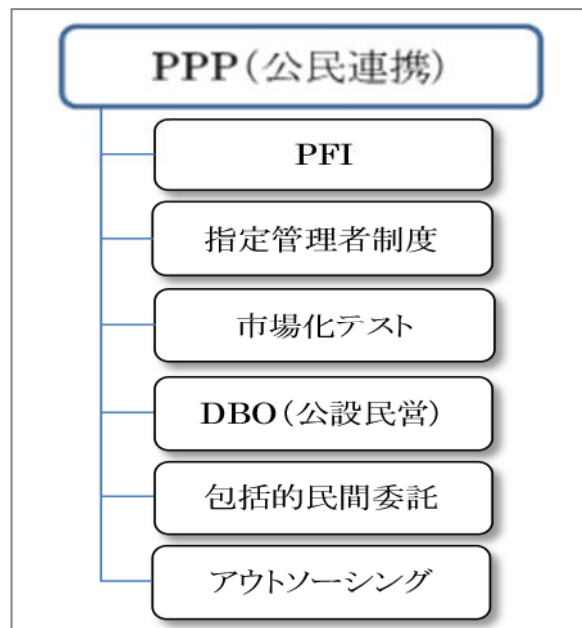 PPP(公民連携)
PFI
指定管理者制度
市場化テスト
DBO(公設民営)
包括的民間委託
アウトソーシング